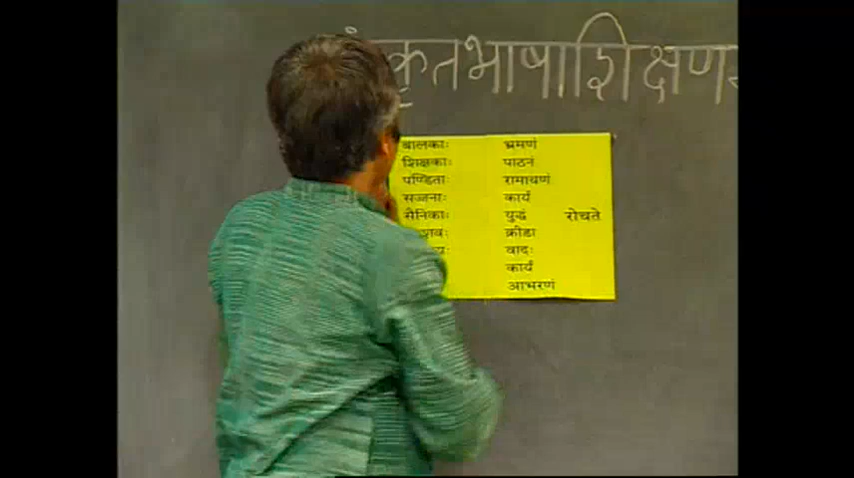 कृतभाषाशिक्षण
बालकाः भ्रमणं
शिक्षकाः पाठनं
पण्डिताः रामायणं
सज्जनाः कार्यं
सैनिकाः युद्धं रोचते
क्रीडा
वादः
कार्यं
आभरणं